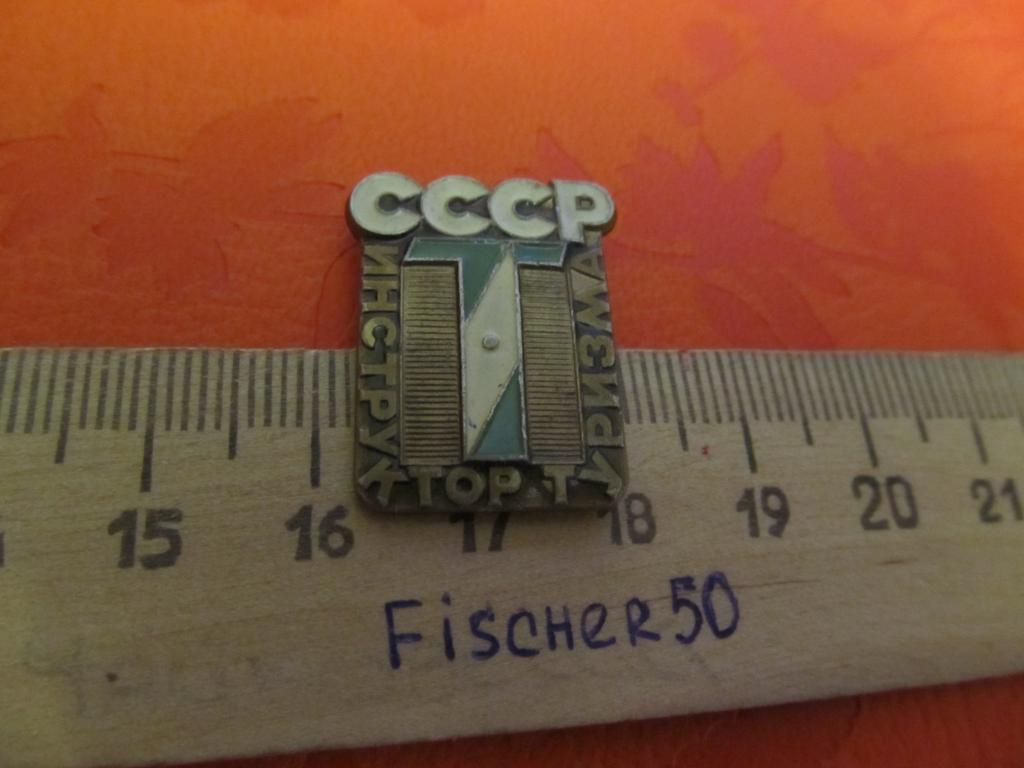 СССР
ИНСТРУКТОР ТУРИЗМА
15 16 17 18 19 20 21
Fischer50